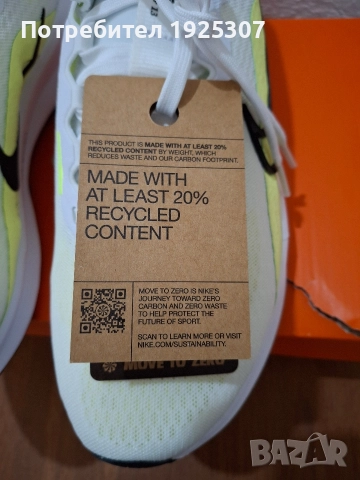 Потребител 1925307
THIS PRODUCT IS MADE WITH AT LEAST 20%
RECYCLED CONTENT BY WEIGHT, WHICH
REDUCES WASTE AND OUR CARBON FOOTPRINT.
MADE WITH
AT LEAST 20%
RECYCLED
CONTENT
MOVE TO ZERO IS NIKE'S
JOURNEY TOWARD ZERO
CARBON AND ZERO WASTE
TO HELP PROTECT THE
FUTURE OF SPORT.
SCAN TO LEARN MORE OR VISIT
NIKE.COM/SUSTAINABILITY.
MOVE TO ZERO
BAZAR